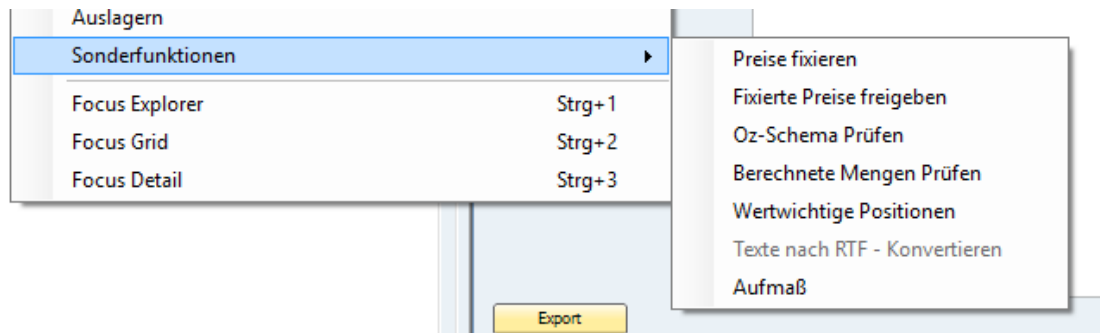 Auslagern
Sonderfunktionen
Focus Explorer Strg+1
Focus Grid Strg+2
Focus Detail Strg+3
Preise fixieren
Fixierte Preise freigeben
Oz-Schema Prüfen
Berechnete Mengen Prüfen
Wertwichtige Positionen
Texte nach RTF - Konvertieren
Aufmaß
Export